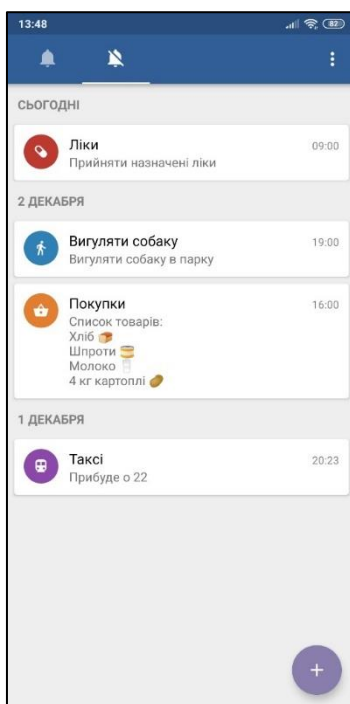 13:48
82
СЬОГОДНІ
Ліки
09:00
Прийняти назначені ліки
2 ДЕКАБРЯ
Вигуляти собаку
19:00
Вигуляти собаку в парку
Покупки
16:00
Список товарів:
Хліб 🍞
Шпроти 🥫
Молоко 🥛
4 кг картоплі 🥔
1 ДЕКАБРЯ
Таксі
20:23
Прибуде о 22